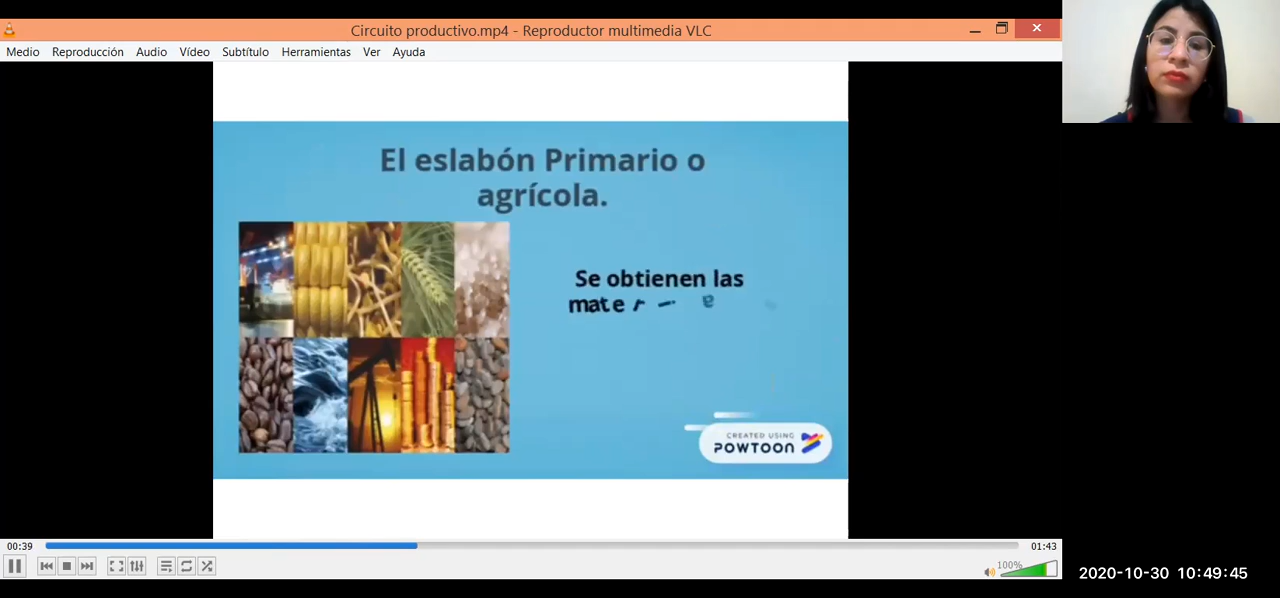 Circuito productivo.mp4 - Reproductor multimedia VLC
Medio Reproducción Audio Vídeo Subtítulo Herramientas Ver Ayuda
El eslabón Primario o
agrícola.
Se obtienen las
CREATED USING
POWTOON
00:39
01:43
100%
2020-10-30 10:49:45